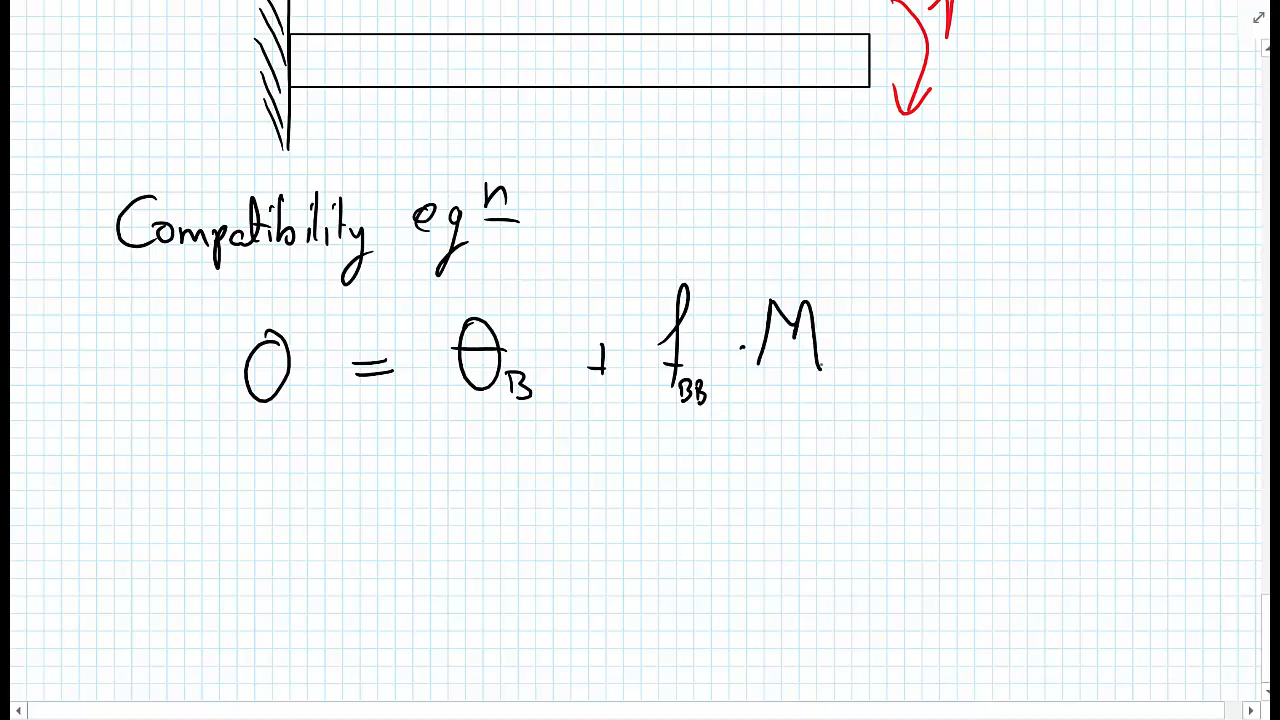 Compatibility eqn
0 = θB + fBB . M